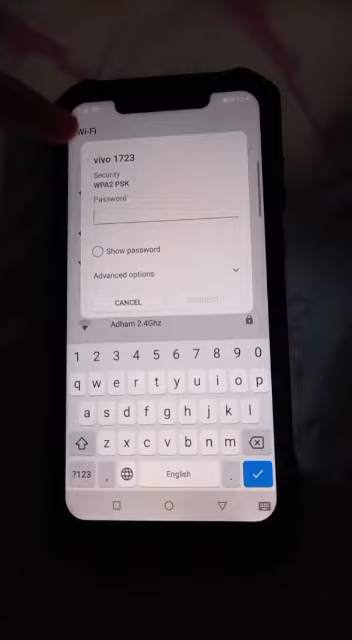 Wi-Fi
vivo 1723
Security
WPA2 PSK
Password
Show password
Advanced options
CANCEL CONNECT
Adham 2.4Ghz
1 2 3 4 5 6 7 8 9 0
q w e r t y u i o p
a s d f g h j k l
z x c v b n m
?123 , English .